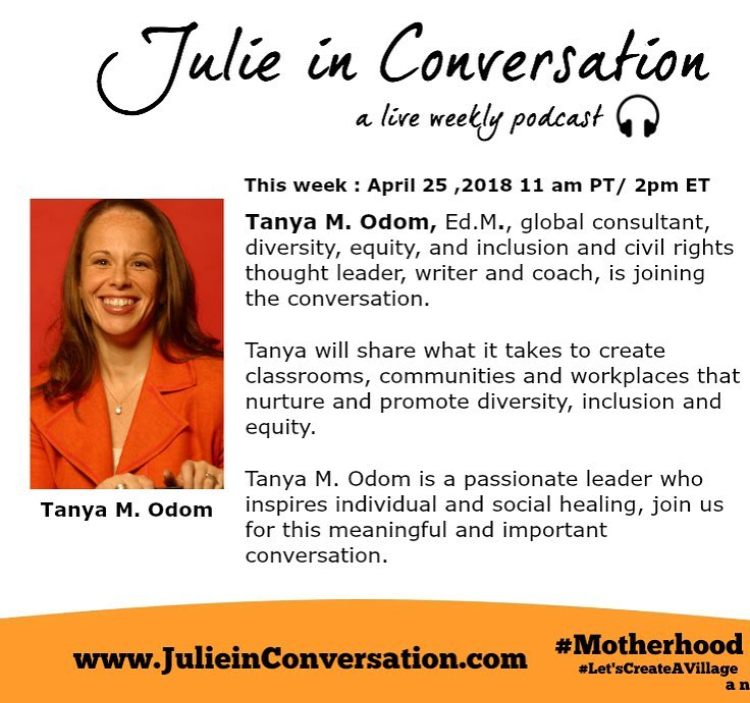 Julie in Conversation
a live weekly podcast
This week : April 25 ,2018 11 am PT/ 2pm ET
Tanya M. Odom, Ed.M., global consultant,
diversity, equity, and inclusion and civil rights
thought leader, writer and coach, is joining
the conversation.
Tanya will share what it takes to create
classrooms, communities and workplaces that
nurture and promote diversity, inclusion and
equity.
Tanya M. Odom is a passionate leader who
inspires individual and social healing, join us
for this meaningful and important
conversation.
Tanya M. Odom
www.JulieinConversation.com
#Motherhood
#Let'sCreateAVillage